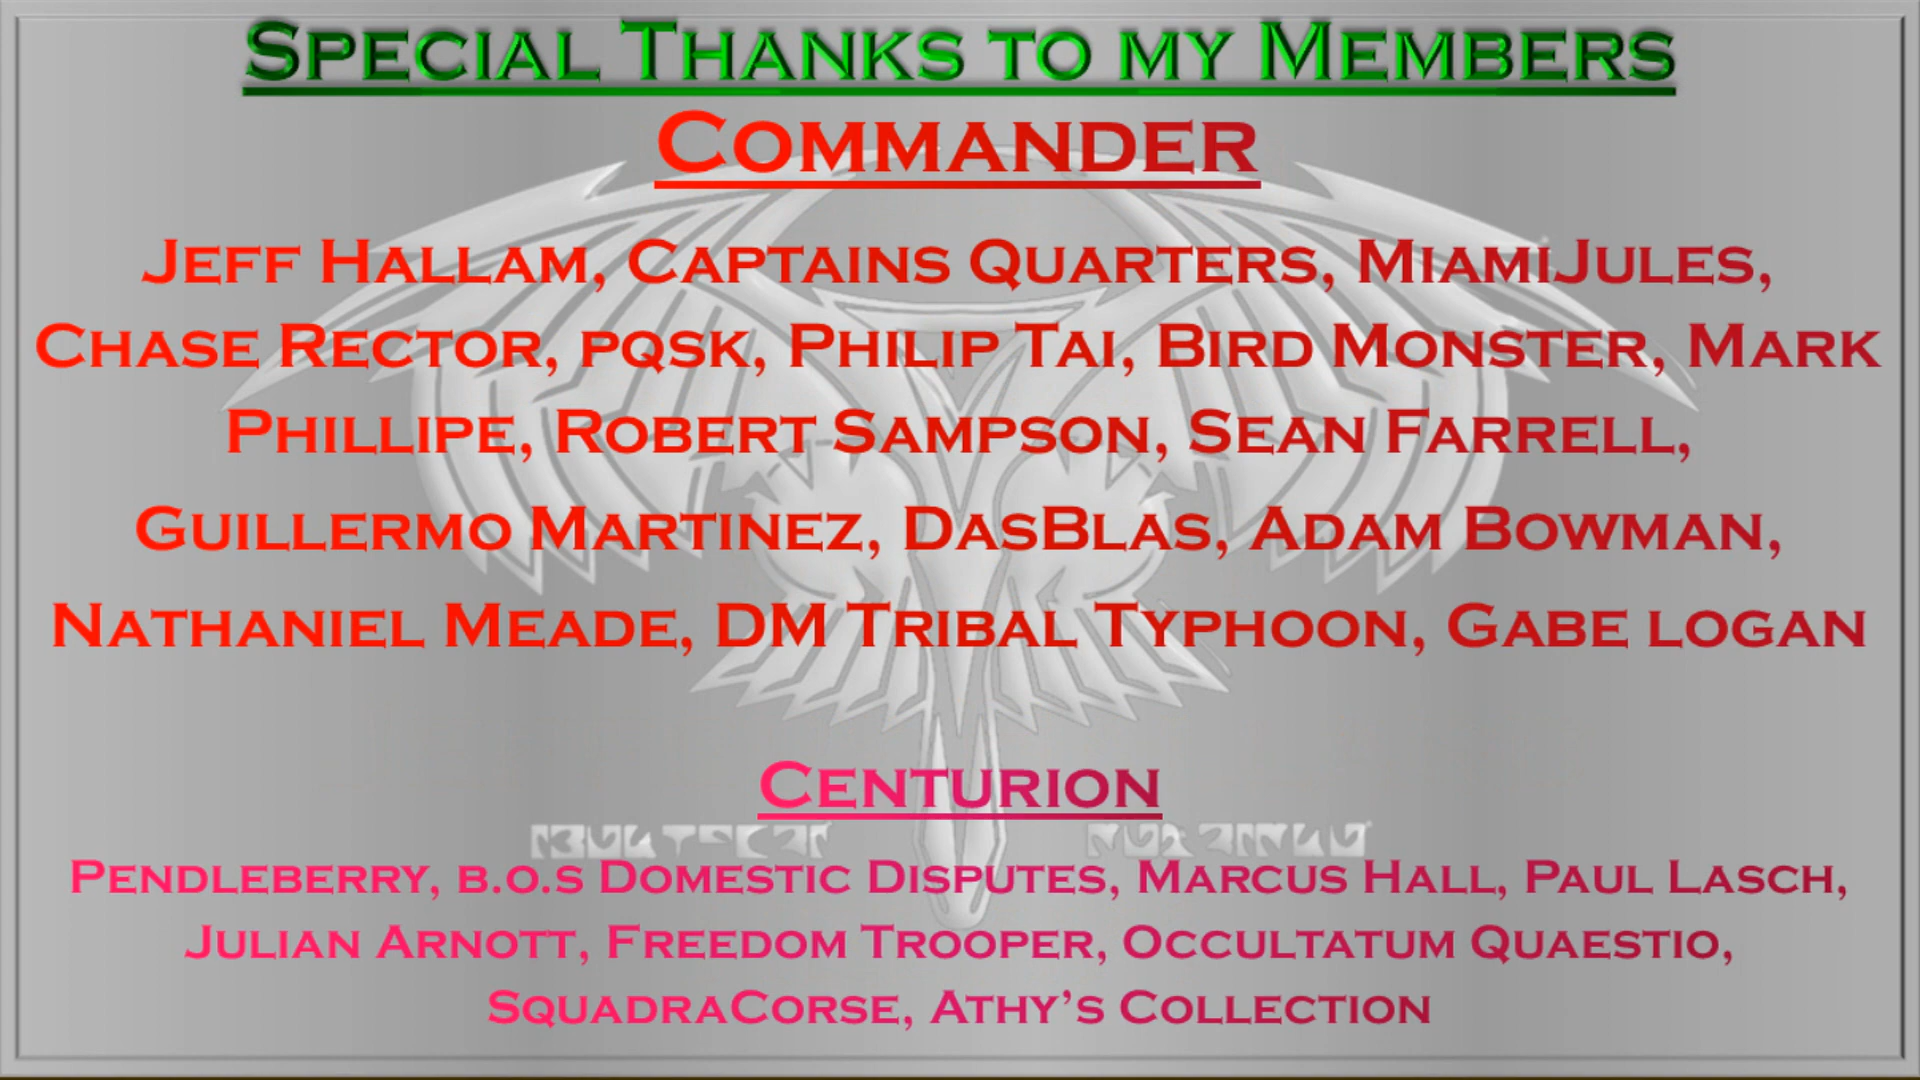 Special Thanks to my Members
Commander
Jeff Hallam, Captains Quarters, MiamiJules,
Chase Rector, pqsk, Philip Tai, Bird Monster, Mark
Phillipe, Robert Sampson, Sean Farrell,
Guillermo Martinez, DasBlas, Adam Bowman,
Nathaniel Meade, DM Tribal Typhoon, Gabe logan
Centurion
Pendleberry, b.o.s Domestic Disputes, Marcus Hall, Paul Lasch,
Julian Arnott, Freedom Trooper, Occultatum Quaestio,
SquadraCorse, Athy’s Collection